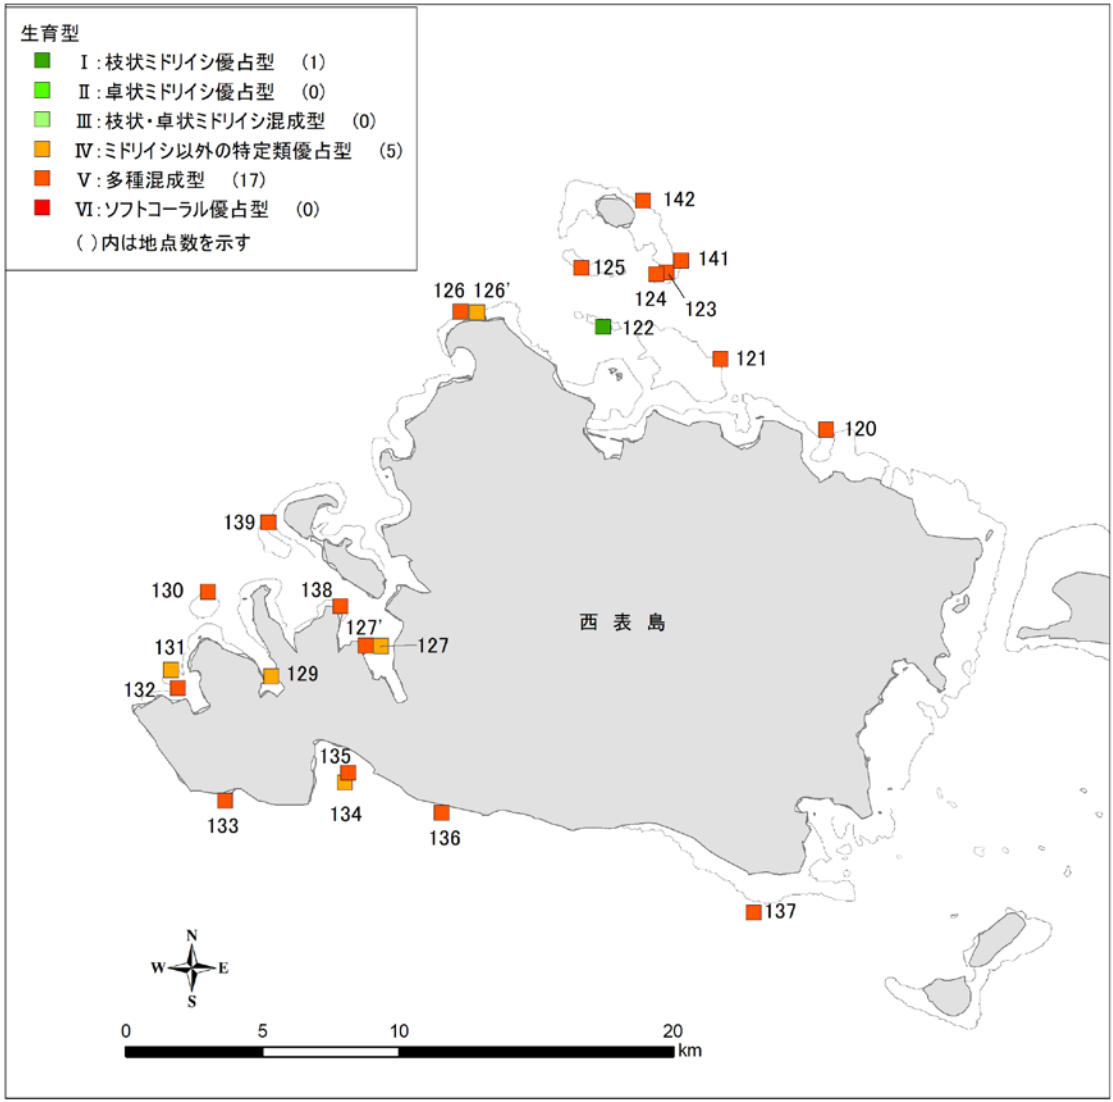 生育型
Ⅰ：枝状ミドリイシ優占型　（1）
Ⅱ：卓状ミドリイシ優占型　（0）
Ⅲ：枝状・卓状ミドリイシ混成型　（0）
Ⅳ：ミドリイシ以外の特定類優占型　（5）
Ⅴ：多種混成型　（17）
Ⅵ：ソフトコーラル優占型　（0）
（ ）内は地点数を示す
142
141
125
124
123
126 126'
122
121
120
139
130
138
西 表 島
127'
127
131
129
132
135
134
133
136
137
N
W E
S
0 5 10 20
km